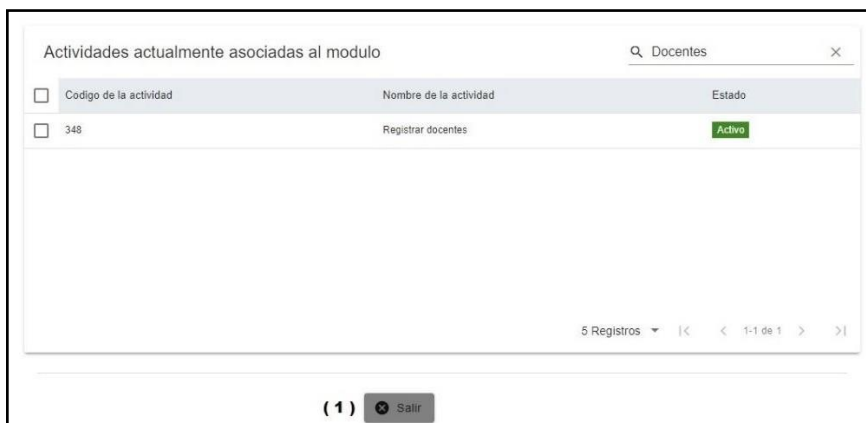 Actividades actualmente asociadas al modulo Docentes
Codigo de la actividad Nombre de la actividad Estado
348 Registrar docentes Activo
5 Registros 1-1 de 1
( 1 ) Salir